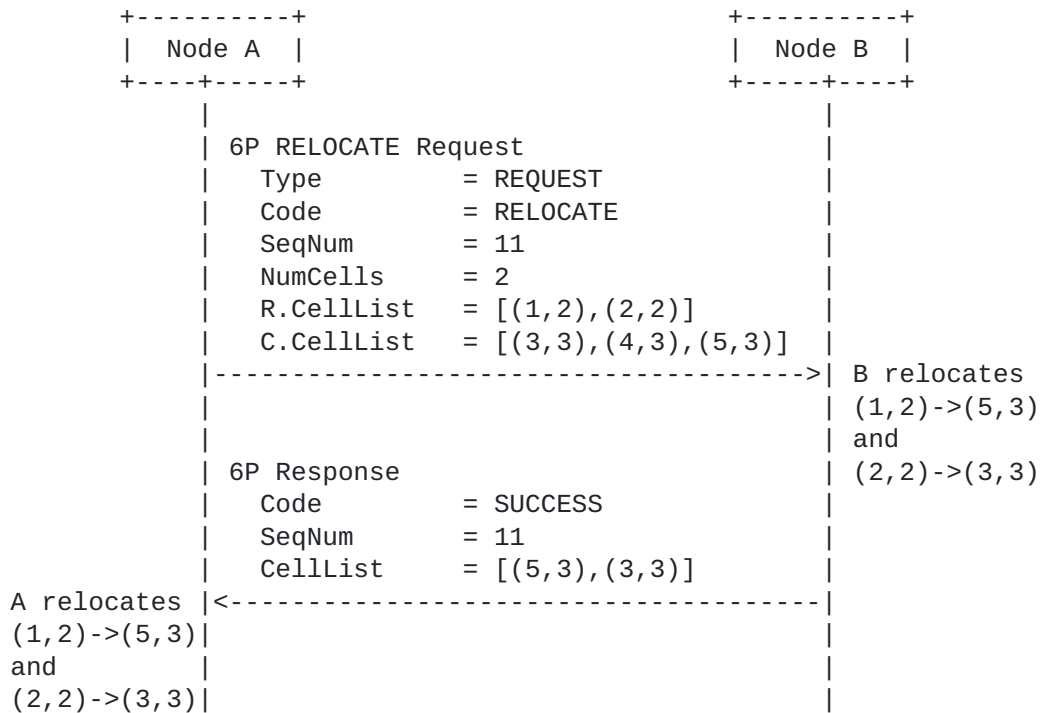 +----------+                           +----------+
|  Node A  |                           |  Node B  |
+----+-----+                           +-----+----+
     |                                       |
     | 6P RELOCATE Request                   |
     |   Type         = REQUEST              |
     |   Code         = RELOCATE             |
     |   SeqNum       = 11                   |
     |   NumCells     = 2                    |
     |   R.CellList   = [(1,2),(2,2)]        |
     |   C.CellList   = [(3,3),(4,3),(5,3)]  |
     |-------------------------------------->| B relocates
     |                                       | (1,2)->(5,3)
     |                                       | and
     | 6P Response                           | (2,2)->(3,3)
     |   Code         = SUCCESS              |
     |   SeqNum       = 11                   |
     |   CellList     = [(5,3),(3,3)]        |
A relocates |<--------------------------------------|
(1,2)->(5,3)|                                       |
and         |                                       |
(2,2)->(3,3)|                                       |